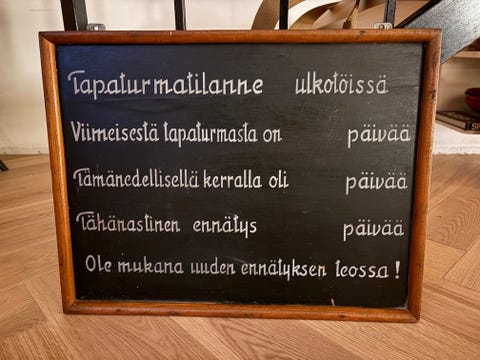 Tapaturmatilanne ulkotöissä
Viimeisestä tapaturmasta on päivää
Tämänedellisellä kerralla oli päivää
Tähänastinen ennätys päivää
Ole mukana uuden ennätyksen teossa!